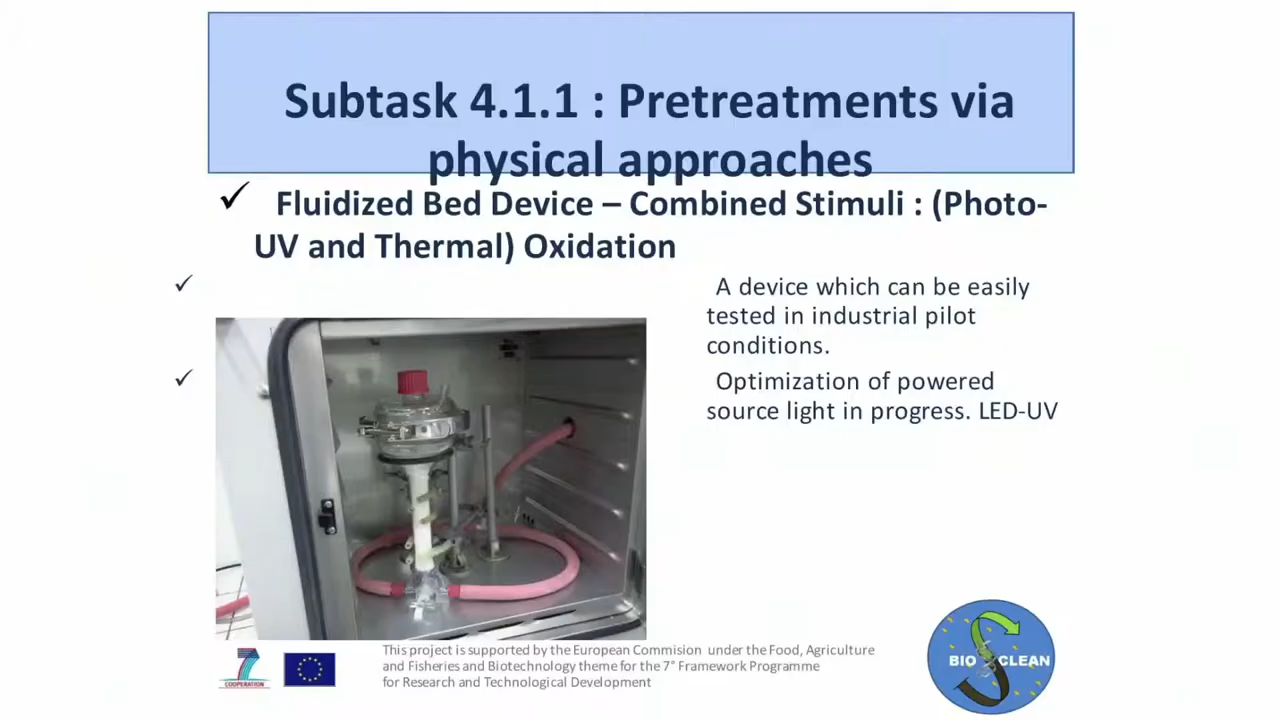 Subtask 4.1.1 : Pretreatments via
physical approaches
✓ Fluidized Bed Device – Combined Stimuli : (Photo-
UV and Thermal) Oxidation
✓ A device which can be easily
tested in industrial pilot
conditions.
✓ Optimization of powered
source light in progress. LED-UV
This project is supported by the European Commision under the Food, Agriculture
and Fisheries and Biotechnology theme for the 7° Framework Programme
for Research and Technological Development
7
COOPERATION
BIO CLEAN